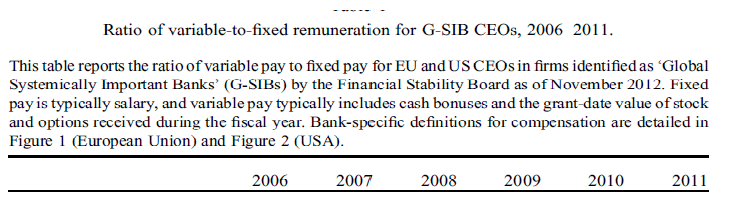 Ratio of variable-to-fixed remuneration for G-SIB CEOs, 2006 2011.
This table reports the ratio of variable pay to fixed pay for EU and US CEOs in firms identified as ‘Global
Systemically Important Banks’ (G-SIBs) by the Financial Stability Board as of November 2012. Fixed
pay is typically salary, and variable pay typically includes cash bonuses and the grant-date value of stock
and options received during the fiscal year. Bank-specific definitions for compensation are detailed in
Figure 1 (European Union) and Figure 2 (USA).
2006 2007 2008 2009 2010 2011